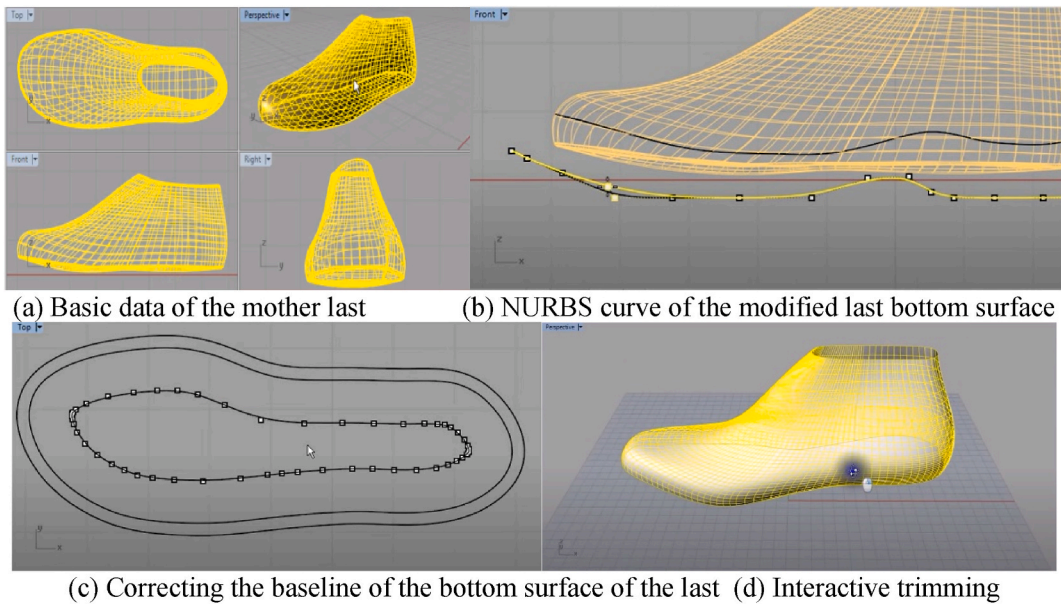 Top
Perspective
Front
y
x
Front
Right
z
x
z
y
z
x
(a) Basic data of the mother last
(b) NURBS curve of the modified last bottom surface
Top
Perspective
y
x
(c) Correcting the baseline of the bottom surface of the last (d) Interactive trimming